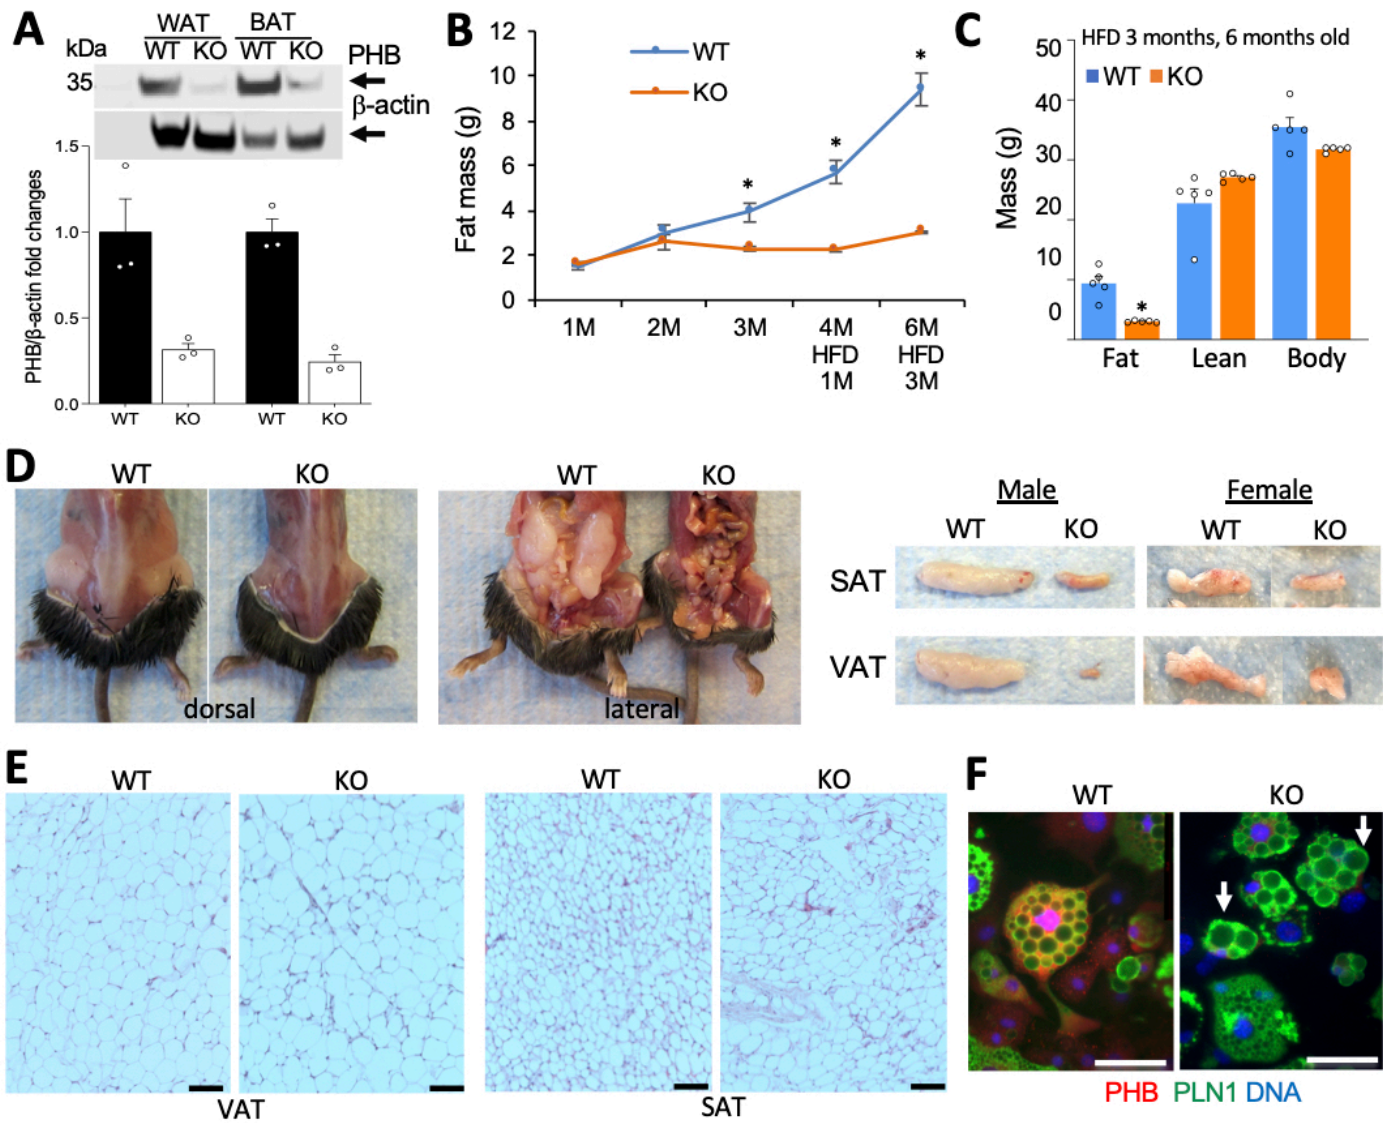 A
WAT BAT
kDa WT KO WT KO PHB
35
β-actin
PHB/β-actin fold changes
1.5
1.0
0.5
0.0
WT KO WT KO
B
Fat mass (g)
12
10
8
6
4
2
0
WT
KO
*
*
*
1M 2M 3M 4M 6M
HFD HFD
1M 3M
C
HFD 3 months, 6 months old
WT KO
Mass (g)
50
40
30
20
10
0
*
Fat Lean Body
D
WT KO
dorsal
WT KO
lateral
Male Female
WT KO WT KO
SAT
VAT
E
WT KO WT KO
VAT SAT
F
WT KO
PHB PLN1 DNA